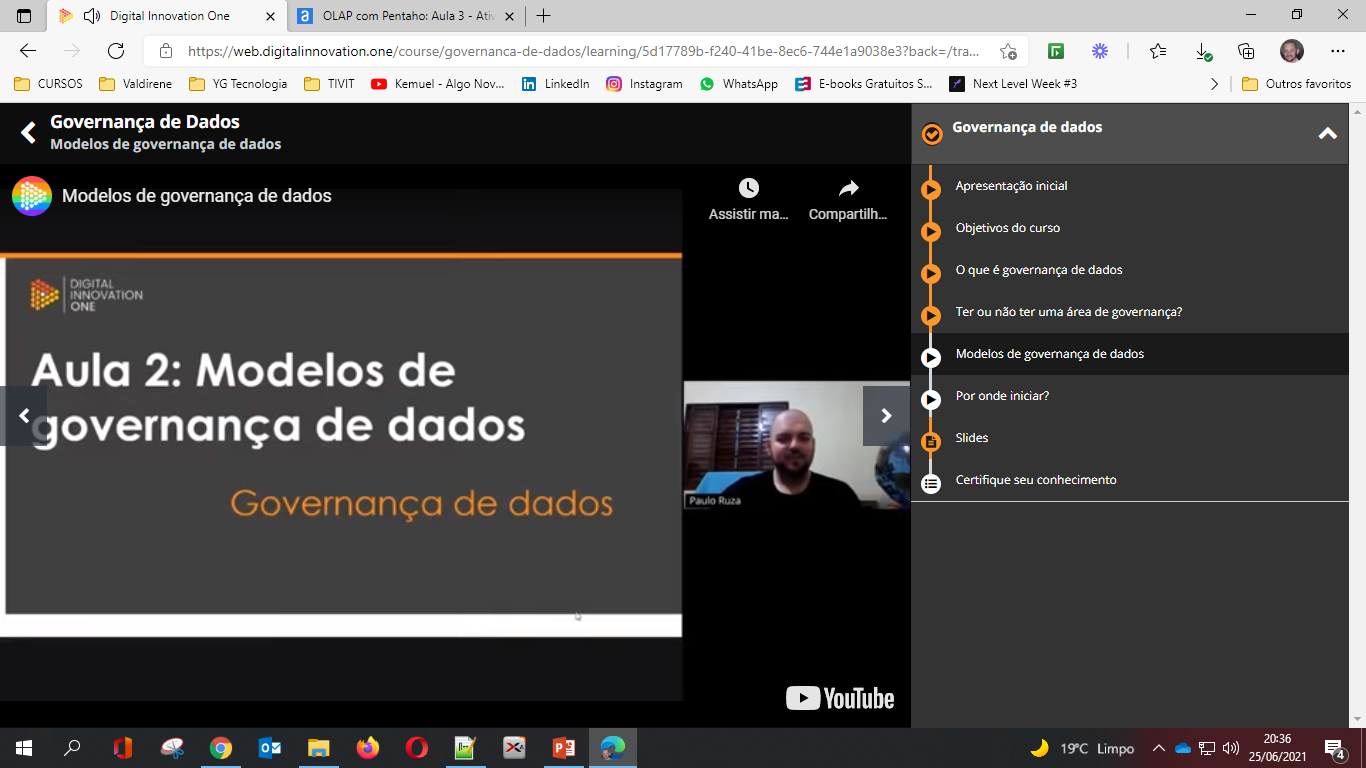 Digital Innovation One
OLAP com Pentaho: Aula 3 - Ativ
https://web.digitalinnovation.one/course/governanca-de-dados/learning/5d17789b-f240-41be-8ec6-744e1a9038e3?back=/tra...
CURSOS
Valdirene
YG Tecnologia
TIVIT
Kemuel - Algo Nov...
LinkedIn
Instagram
WhatsApp
E-books Gratuitos S...
Next Level Week #3
Outros favoritos
Governança de Dados
Modelos de governança de dados
Modelos de governança de dados
Assistir ma...
Compartilh...
DIGITAL
INNOVATION
ONE
Aula 2: Modelos de
governança de dados
Governança de dados
Paulo Ruza
YouTube
Governança de dados
Apresentação inicial
Objetivos do curso
O que é governança de dados
Ter ou não ter uma área de governança?
Modelos de governança de dados
Por onde iniciar?
Slides
Certifique seu conhecimento
19°C Limpo
20:36
25/06/2021
4